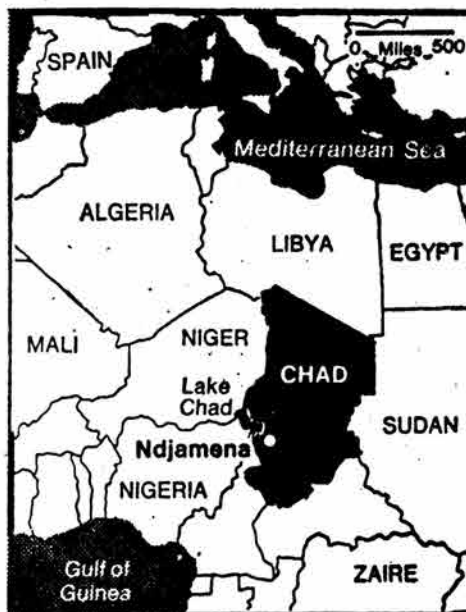 0 Miles 500
SPAIN
Mediterranean Sea
ALGERIA
LIBYA
EGYPT
MALI
NIGER
CHAD
Lake
Chad
SUDAN
Ndjamena
NIGERIA
Gulf of
Guinea
ZAIRE